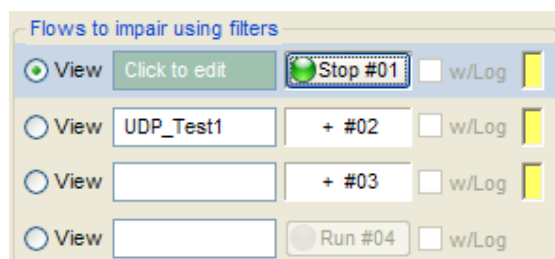 Flows to impair using filters
View Click to edit Stop #01 w/Log
View UDP_Test1 + #02 w/Log
View + #03 w/Log
View Run #04 w/Log